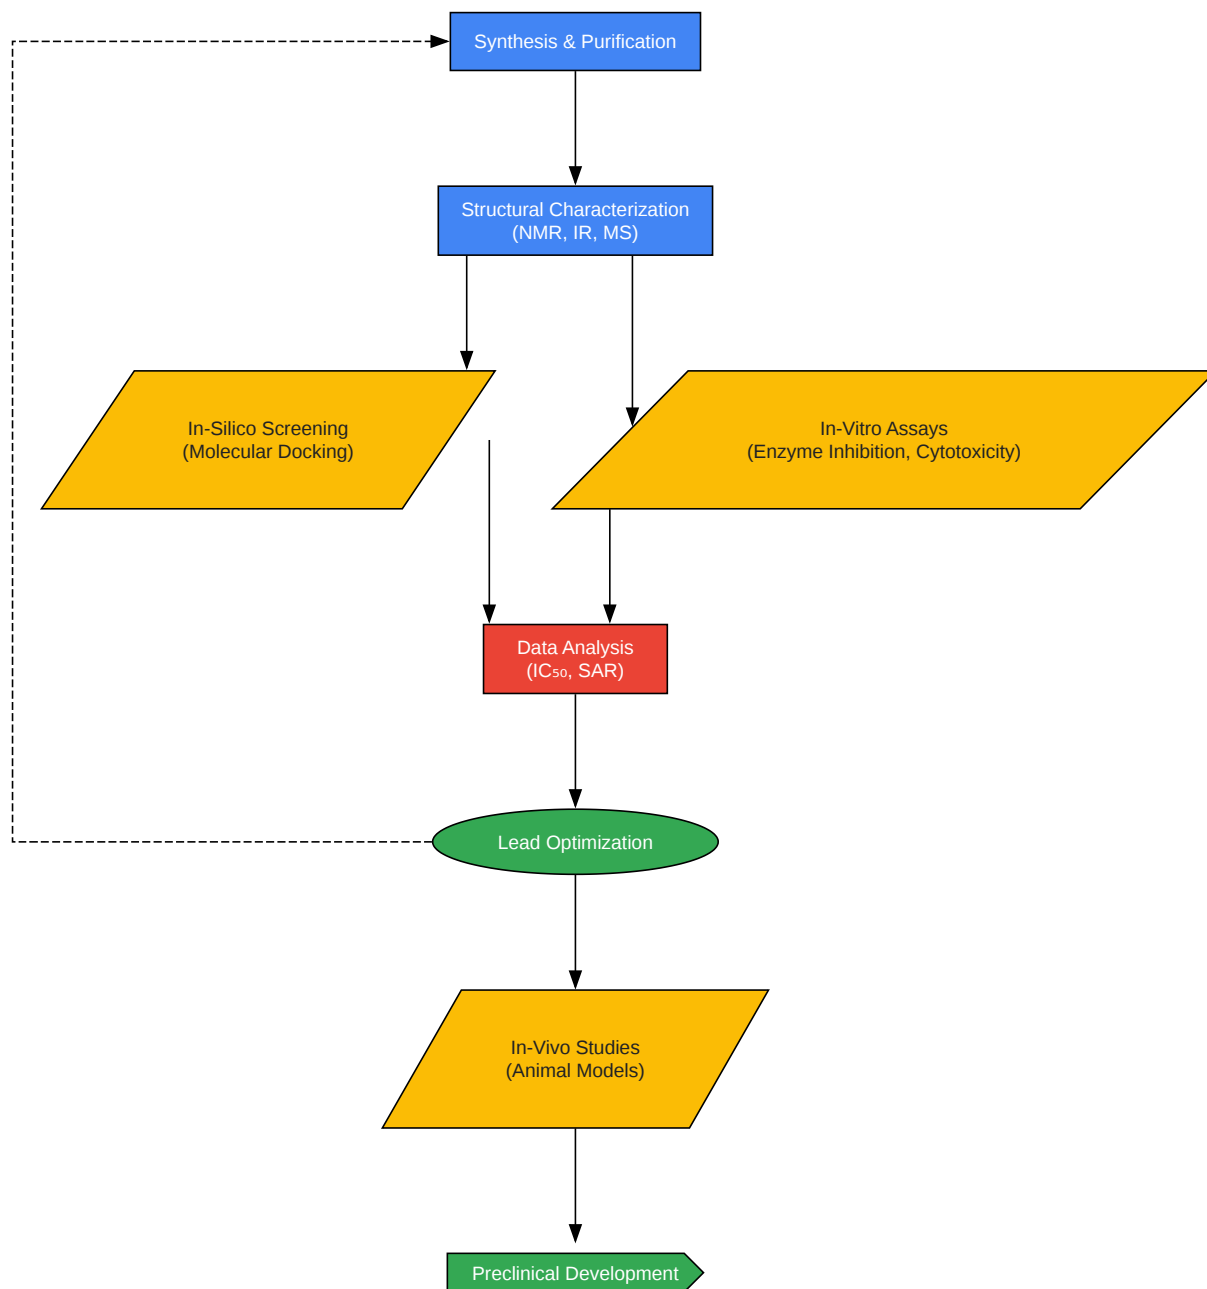 Synthesis & Purification
Structural Characterization
(NMR, IR, MS)
In-Silico Screening
(Molecular Docking)
In-Vitro Assays
(Enzyme Inhibition, Cytotoxicity)
Data Analysis
(IC₅₀, SAR)
Lead Optimization
In-Vivo Studies
(Animal Models)
Preclinical Development